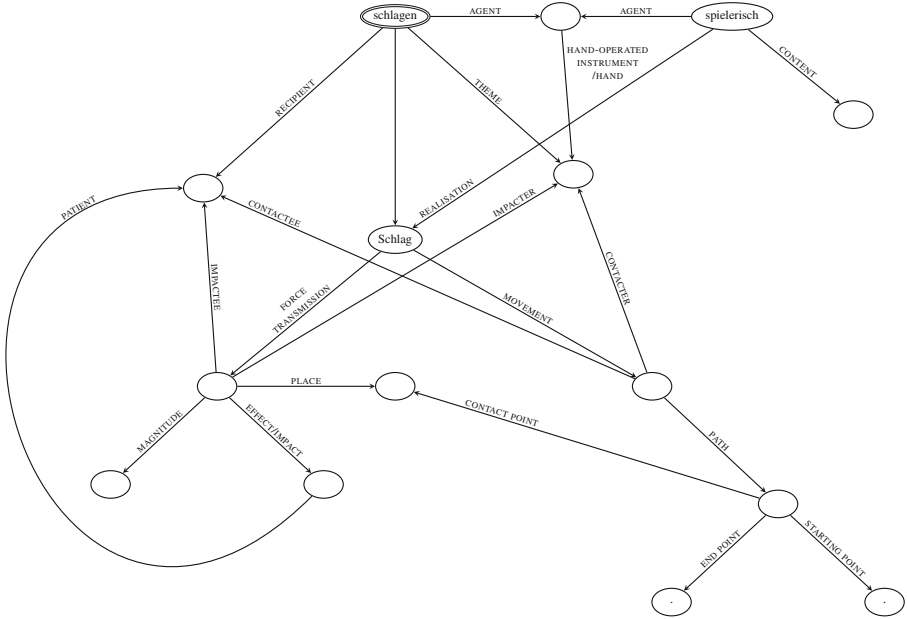 schlagen
AGENT
AGENT
spielerisch
HAND-OPERATED
INSTRUMENT
/HAND
CONTENT
RECIPIENT
THEME
PATIENT
CONTACTEE
REALISATION
IMPACTER
Schlag
IMPACTEE
FORCE
TRANSMISSION
MOVEMENT
CONTACTER
PLACE
MAGNITUDE
EFFECT/IMPACT
CONTACT POINT
PATH
END POINT
STARTING POINT
.
.